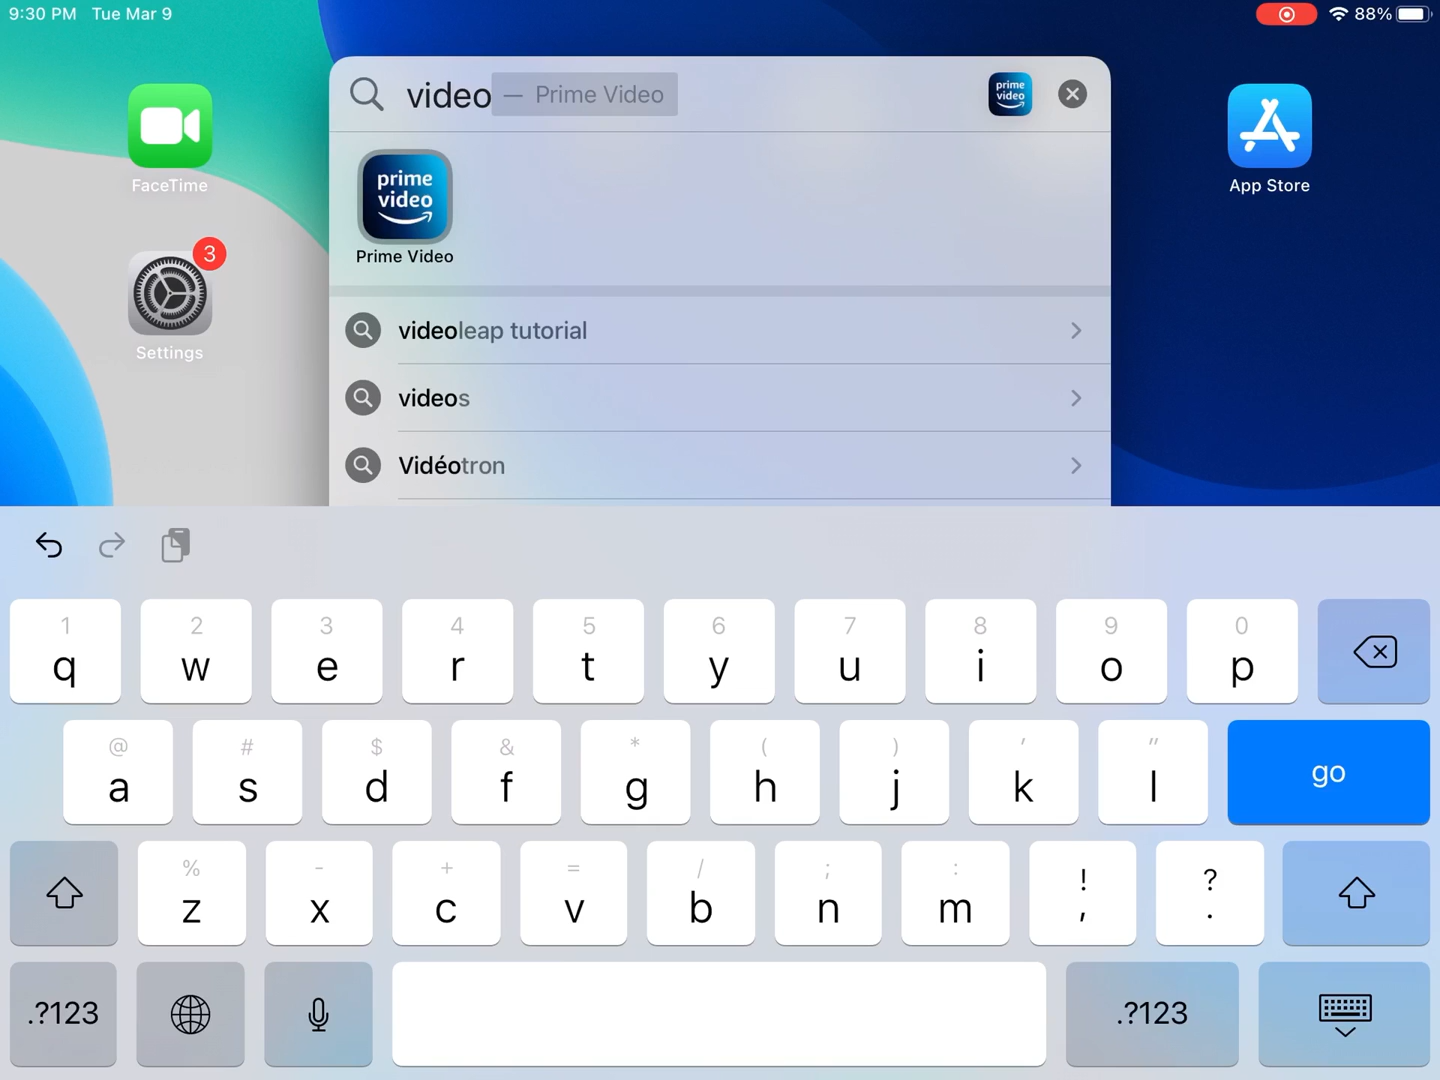 9:30 PM Tue Mar 9
88%
video — Prime Video
prime
video
FaceTime
App Store
prime
video
Prime Video
3
Settings
videoleap tutorial
videos
Vidéotron
1 2 3 4 5 6 7 8 9 0
q w e r t y u i o p
@ # $ & * ( ) ' "
a s d f g h j k l
go
% - + = / ; : ! ?
z x c v b n m , .
.?123
.?123